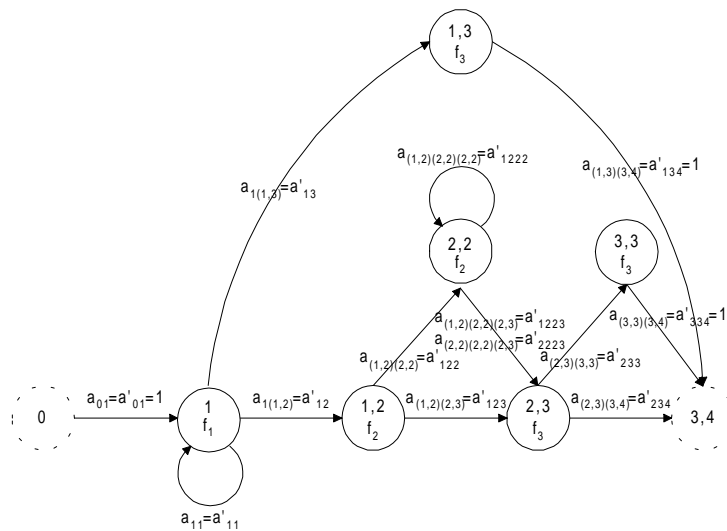 1,3
f₃
a₍₁,₂₎₍₂,₂₎₍₂,₂₎=a'₁₂₂₂
a₍₁,₃₎₍₃,₄₎=a'₁₃₄=1
a₁₍₁,₃₎=a'₁₃
2,2
f₂
3,3
f₃
a₍₁,₂₎₍₂,₂₎₍₂,₃₎=a'₁₂₂₃
a₍₃,₃₎₍₃,₄₎=a'₃₃₄=1
a₍₂,₂₎₍₂,₂₎₍₂,₃₎=a'₂₂₂₃
a₍₁,₂₎₍₂,₂₎=a'₁₂₂
a₍₂,₃₎₍₃,₃₎=a'₂₃₃
0
a₀₁=a'₀₁=1
1
f₁
a₁₍₁,₂₎=a'₁₂
1,2
f₂
a₍₁,₂₎₍₂,₃₎=a'₁₂₃
2,3
f₃
a₍₂,₃₎₍₃,₄₎=a'₂₃₄
3,4
a₁₁=a'₁₁